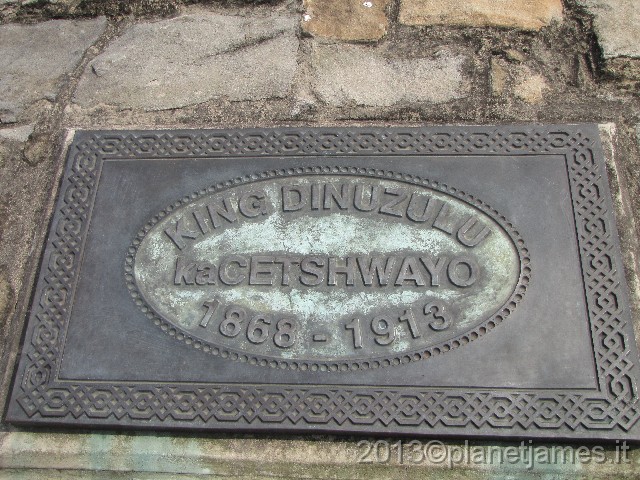 KING DINUZULU
kaCETSHWAYO
1868 - 1913
2013©planetjames.it